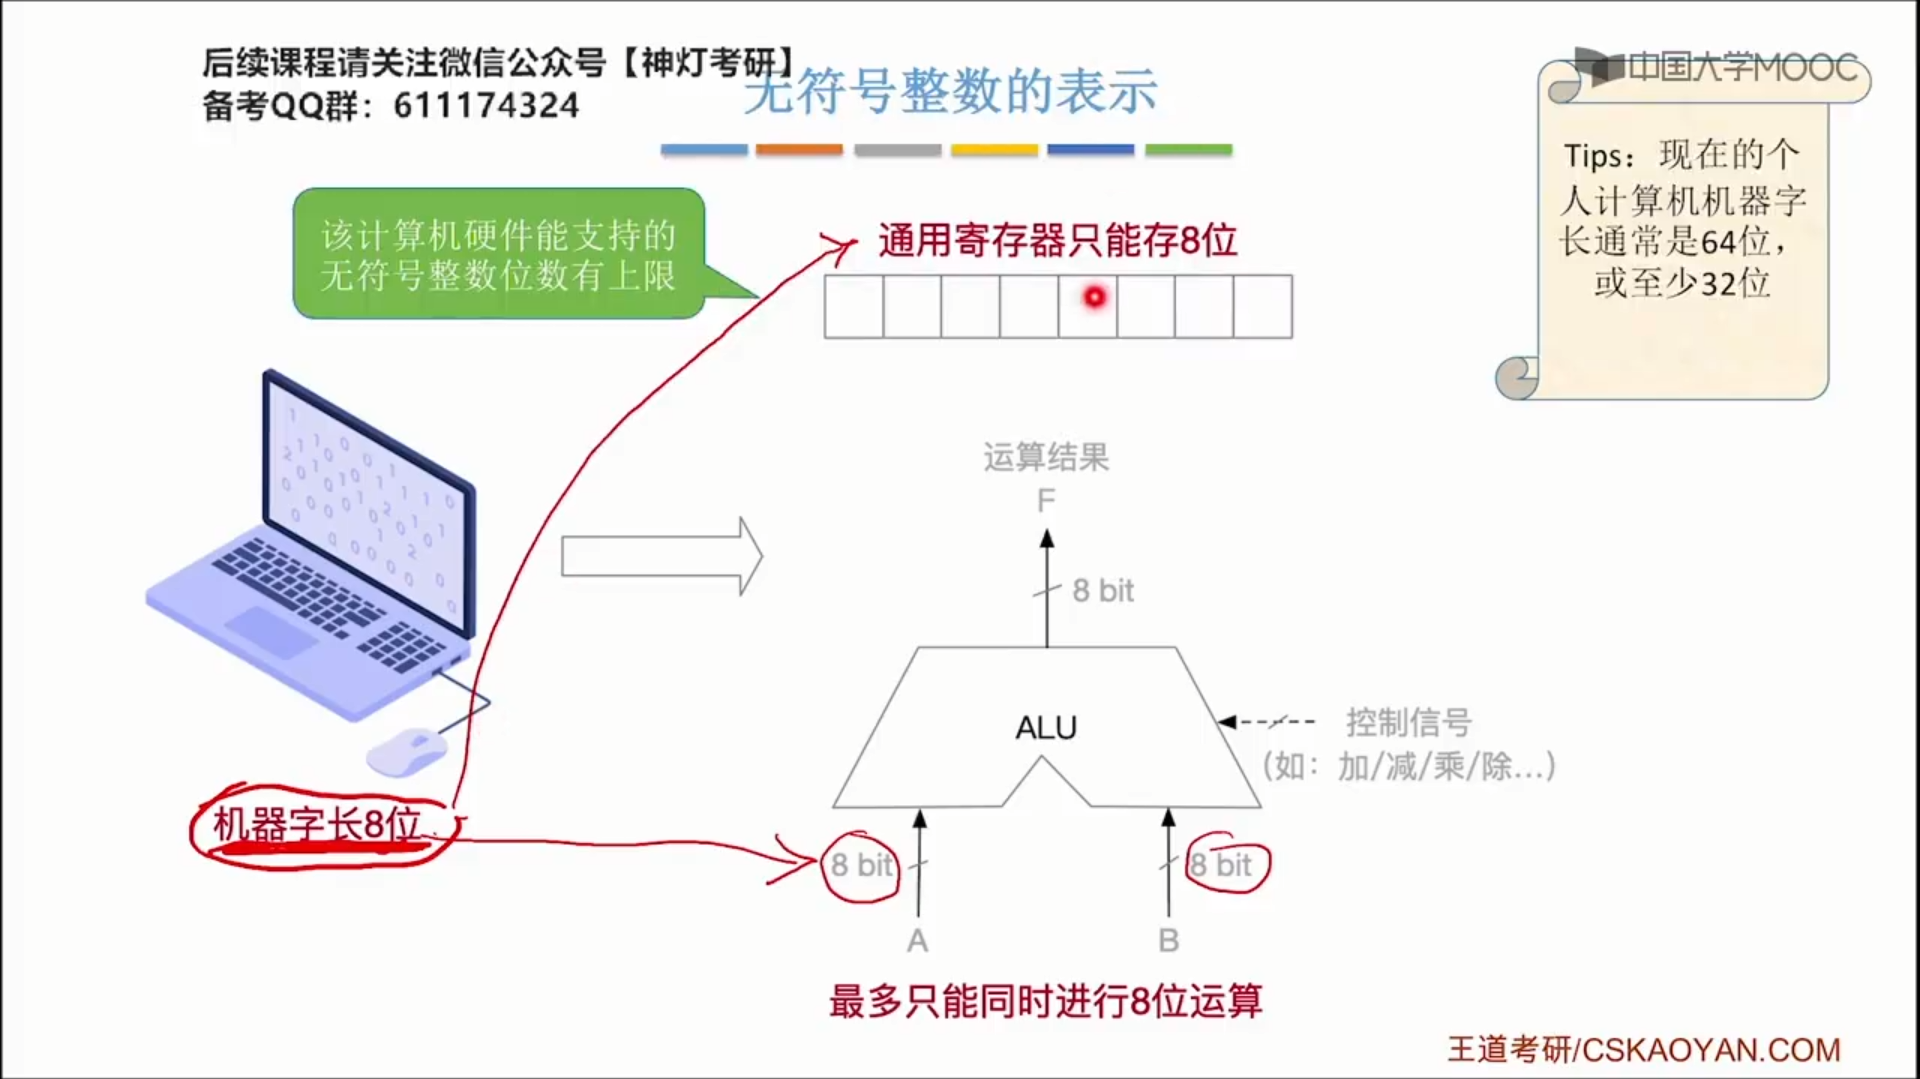 后续课程请关注微信公众号【神灯考研】
备考QQ群：611174324
无符号整数的表示
中国大学MOOC
Tips：现在的个
人计算机机器字
长通常是64位，
或至少32位
该计算机硬件能支持的
无符号整数位数有上限
通用寄存器只能存8位
运算结果
F
8 bit
ALU
控制信号
（如：加/减/乘/除...）
机器字长8位
8 bit
8 bit
A
B
最多只能同时进行8位运算
王道考研/CSKAOYAN.COM